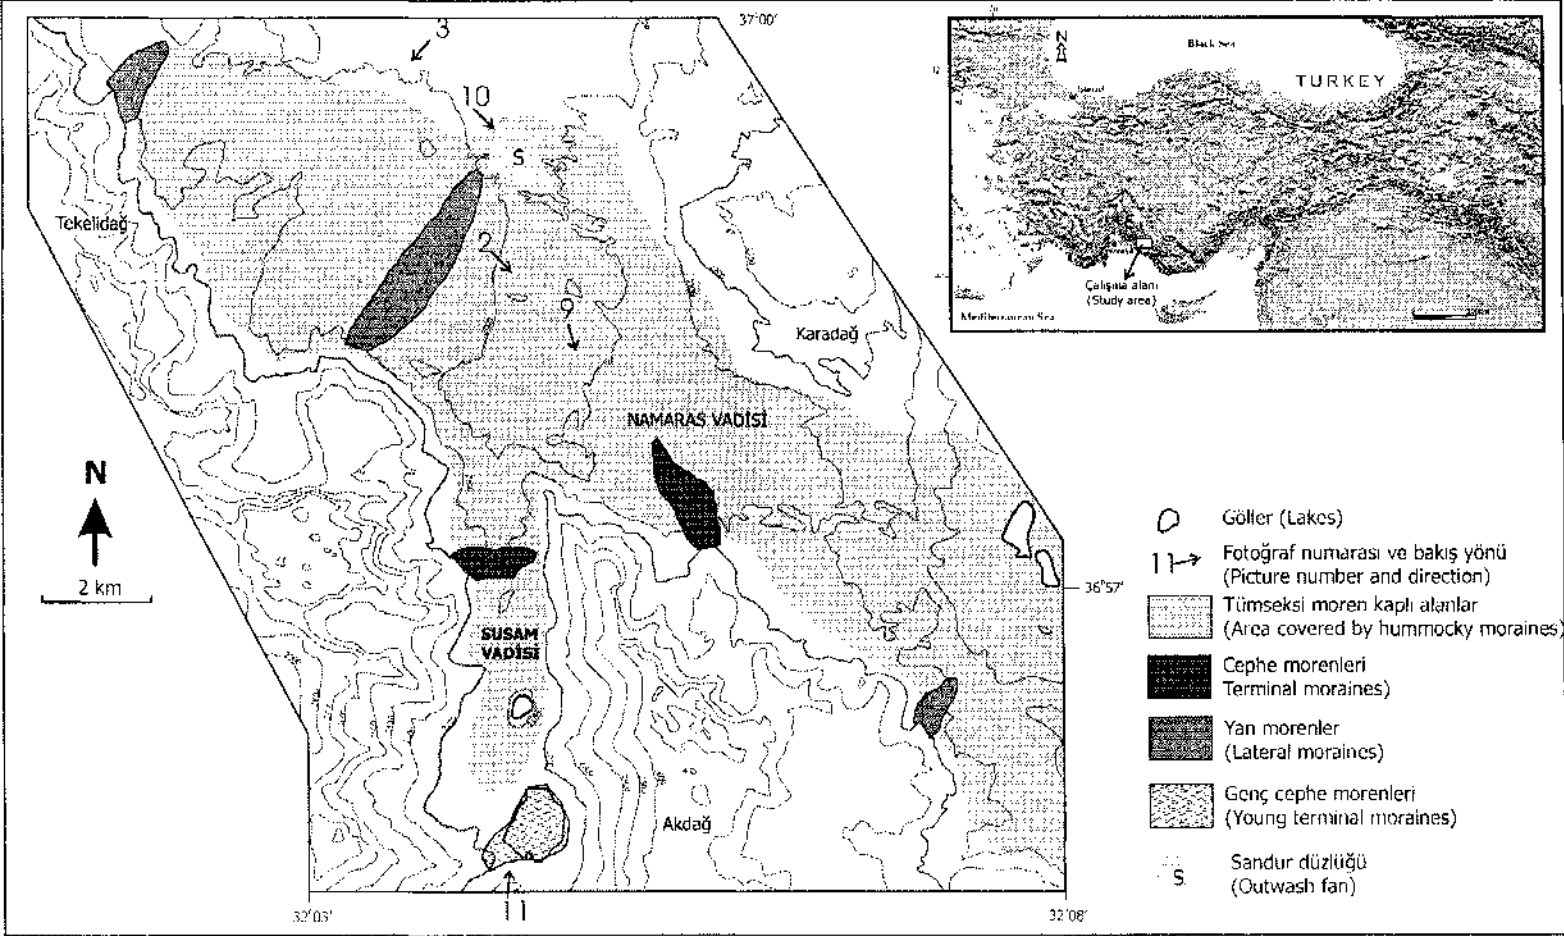 37°00'
3
10
S
Tekelidağ
2
9
Karadağ
NAMARAS VADİSİ
N
2 km
36°57'
SUSAM
VADİSİ
Akdağ
11
32°03'
32°08'
N
Black Sea
TURKEY
Çalışma alanı
(Study area)
Mediterranean Sea
Göller (Lakes)
11
Fotoğraf numarası ve bakış yönü
(Picture number and direction)
Tümseksi moren kaplı alanlar
(Area covered by hummocky moraines)
Cephe morenleri
Terminal moraines)
Yan morenler
(Lateral moraines)
Genç cephe morenleri
(Young terminal moraines)
S
Sandur düzlüğü
(Outwash fan)